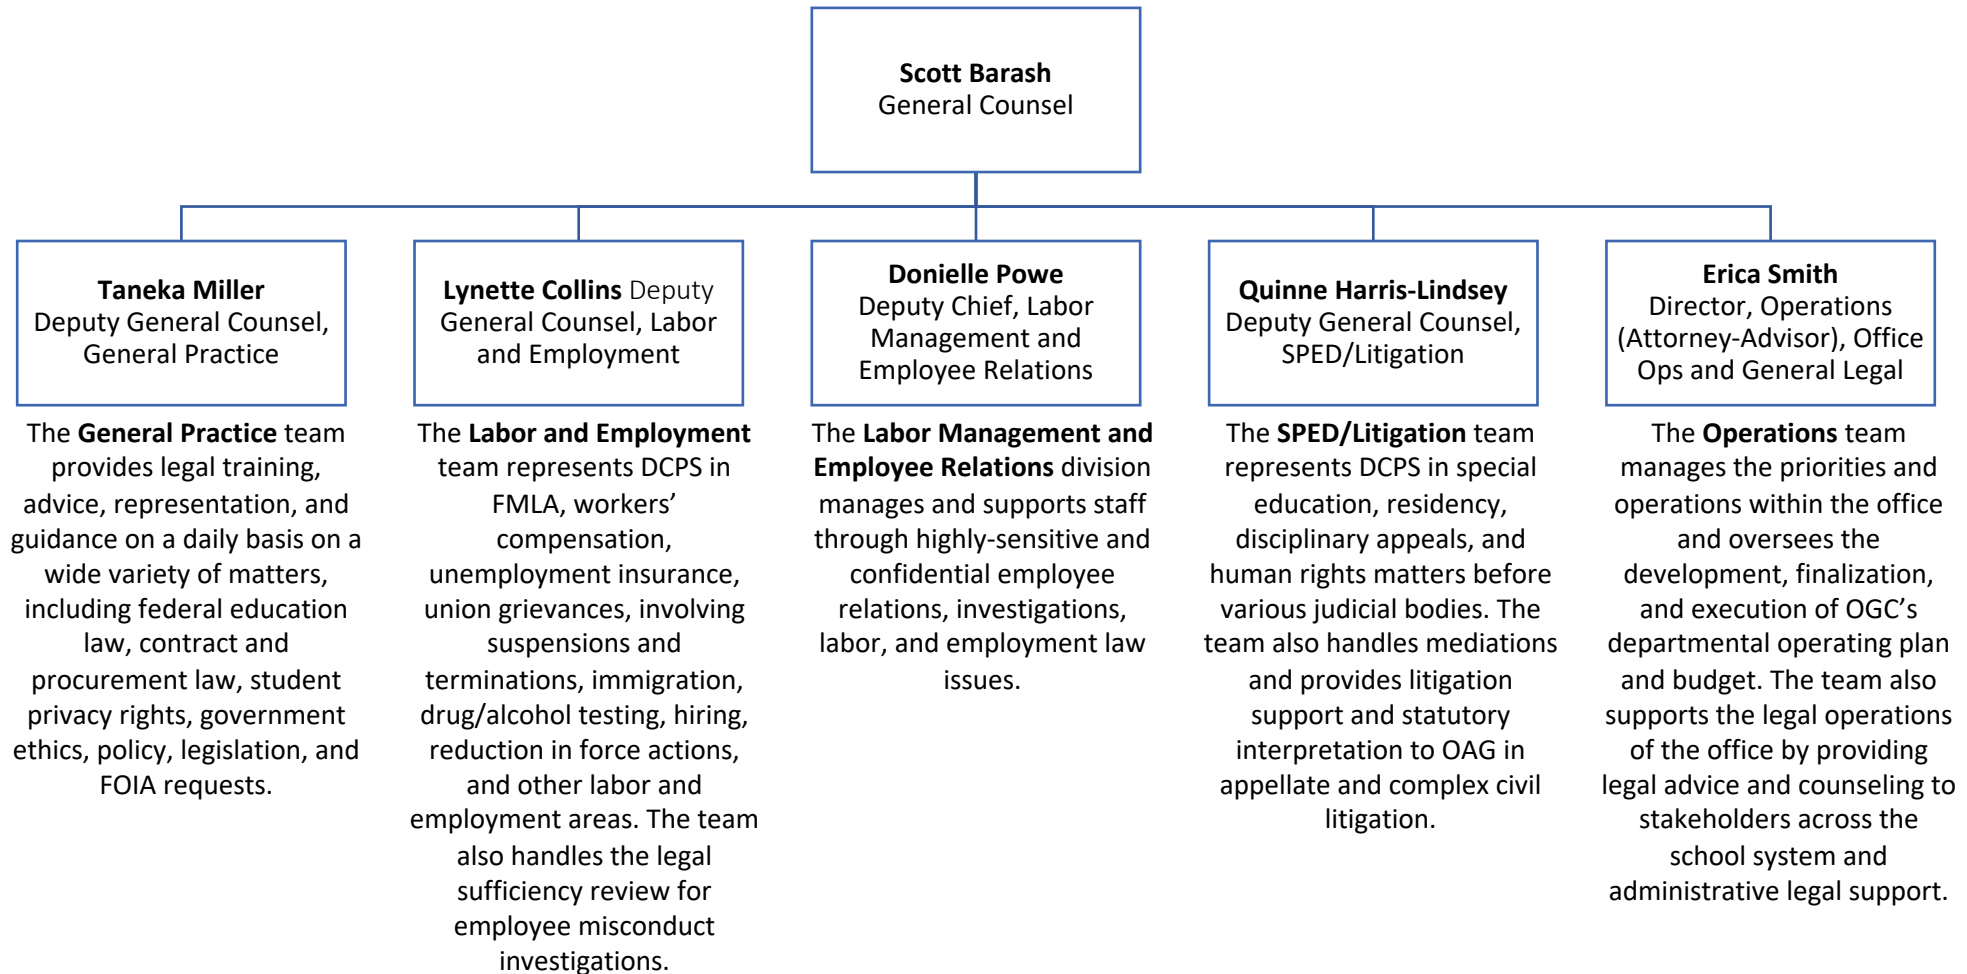 Scott Barash
General Counsel
Taneka Miller
Deputy General Counsel,
General Practice
Lynette Collins Deputy
General Counsel, Labor
and Employment
Donielle Powe
Deputy Chief, Labor
Management and
Employee Relations
Quinne Harris-Lindsey
Deputy General Counsel,
SPED/Litigation
Erica Smith
Director, Operations
(Attorney-Advisor), Office
Ops and General Legal
The General Practice team
provides legal training,
advice, representation, and
guidance on a daily basis on a
wide variety of matters,
including federal education
law, contract and
procurement law, student
privacy rights, government
ethics, policy, legislation, and
FOIA requests.
The Labor and Employment
team represents DCPS in
FMLA, workers’
compensation,
unemployment insurance,
union grievances, involving
suspensions and
terminations, immigration,
drug/alcohol testing, hiring,
reduction in force actions,
and other labor and
employment areas. The team
also handles the legal
sufficiency review for
employee misconduct
investigations.
The Labor Management and
Employee Relations division
manages and supports staff
through highly-sensitive and
confidential employee
relations, investigations,
labor, and employment law
issues.
The SPED/Litigation team
represents DCPS in special
education, residency,
disciplinary appeals, and
human rights matters before
various judicial bodies. The
team also handles mediations
and provides litigation
support and statutory
interpretation to OAG in
appellate and complex civil
litigation.
The Operations team
manages the priorities and
operations within the office
and oversees the
development, finalization,
and execution of OGC’s
departmental operating plan
and budget. The team also
supports the legal operations
of the office by providing
legal advice and counseling to
stakeholders across the
school system and
administrative legal support.